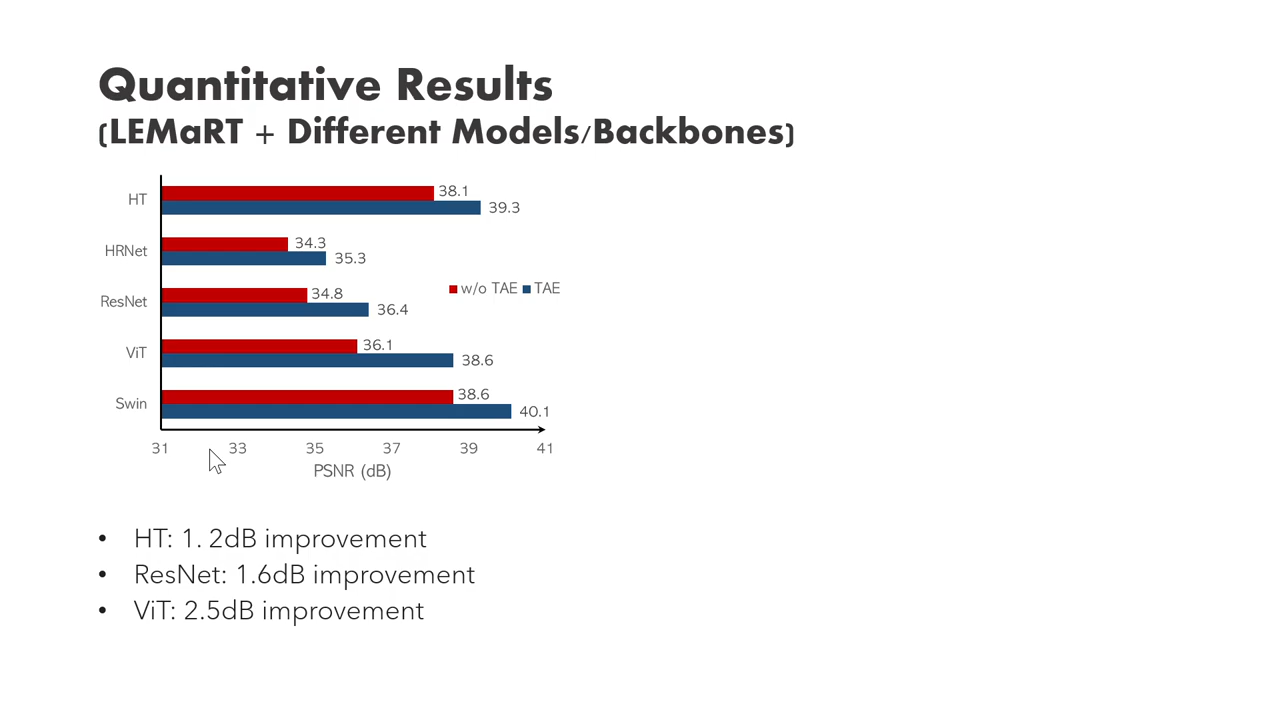 Quantitative Results
(LEMaRT + Different Models/Backbones)
HT
38.1
39.3
HRNet
34.3
35.3
ResNet
34.8
36.4
w/o TAE TAE
ViT
36.1
38.6
Swin
38.6
40.1
31 33 35 37 39 41
PSNR (dB)
• HT: 1. 2dB improvement
• ResNet: 1.6dB improvement
• ViT: 2.5dB improvement